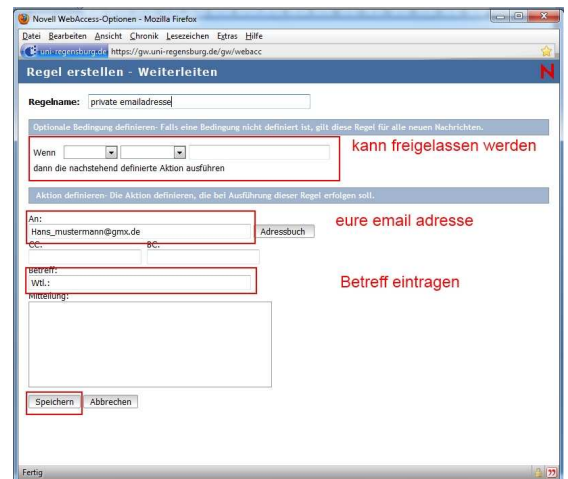 Novell WebAccess-Optionen - Mozilla Firefox
Datei Bearbeiten Ansicht Chronik Lesezeichen Extras Hilfe
uni-regensburg.de https://gw.uni-regensburg.de/gw/webacc
Regel erstellen - Weiterleiten N
Regelname: private emailadresse
Optionale Bedingung definieren- Falls eine Bedingung nicht definiert ist, gilt diese Regel für alle neuen Nachrichten.
kann freigelassen werden
Wenn
dann die nachstehend definierte Aktion ausführen
Aktion definieren- Die Aktion definieren, die bei Ausführung dieser Regel erfolgen soll.
An:
eure email adresse
Hans_mustermann@gmx.de Adressbuch
CC: BC:
Betreff:
Wtl.: Betreff eintragen
Mitteilung:
Speichern Abbrechen
Fertig